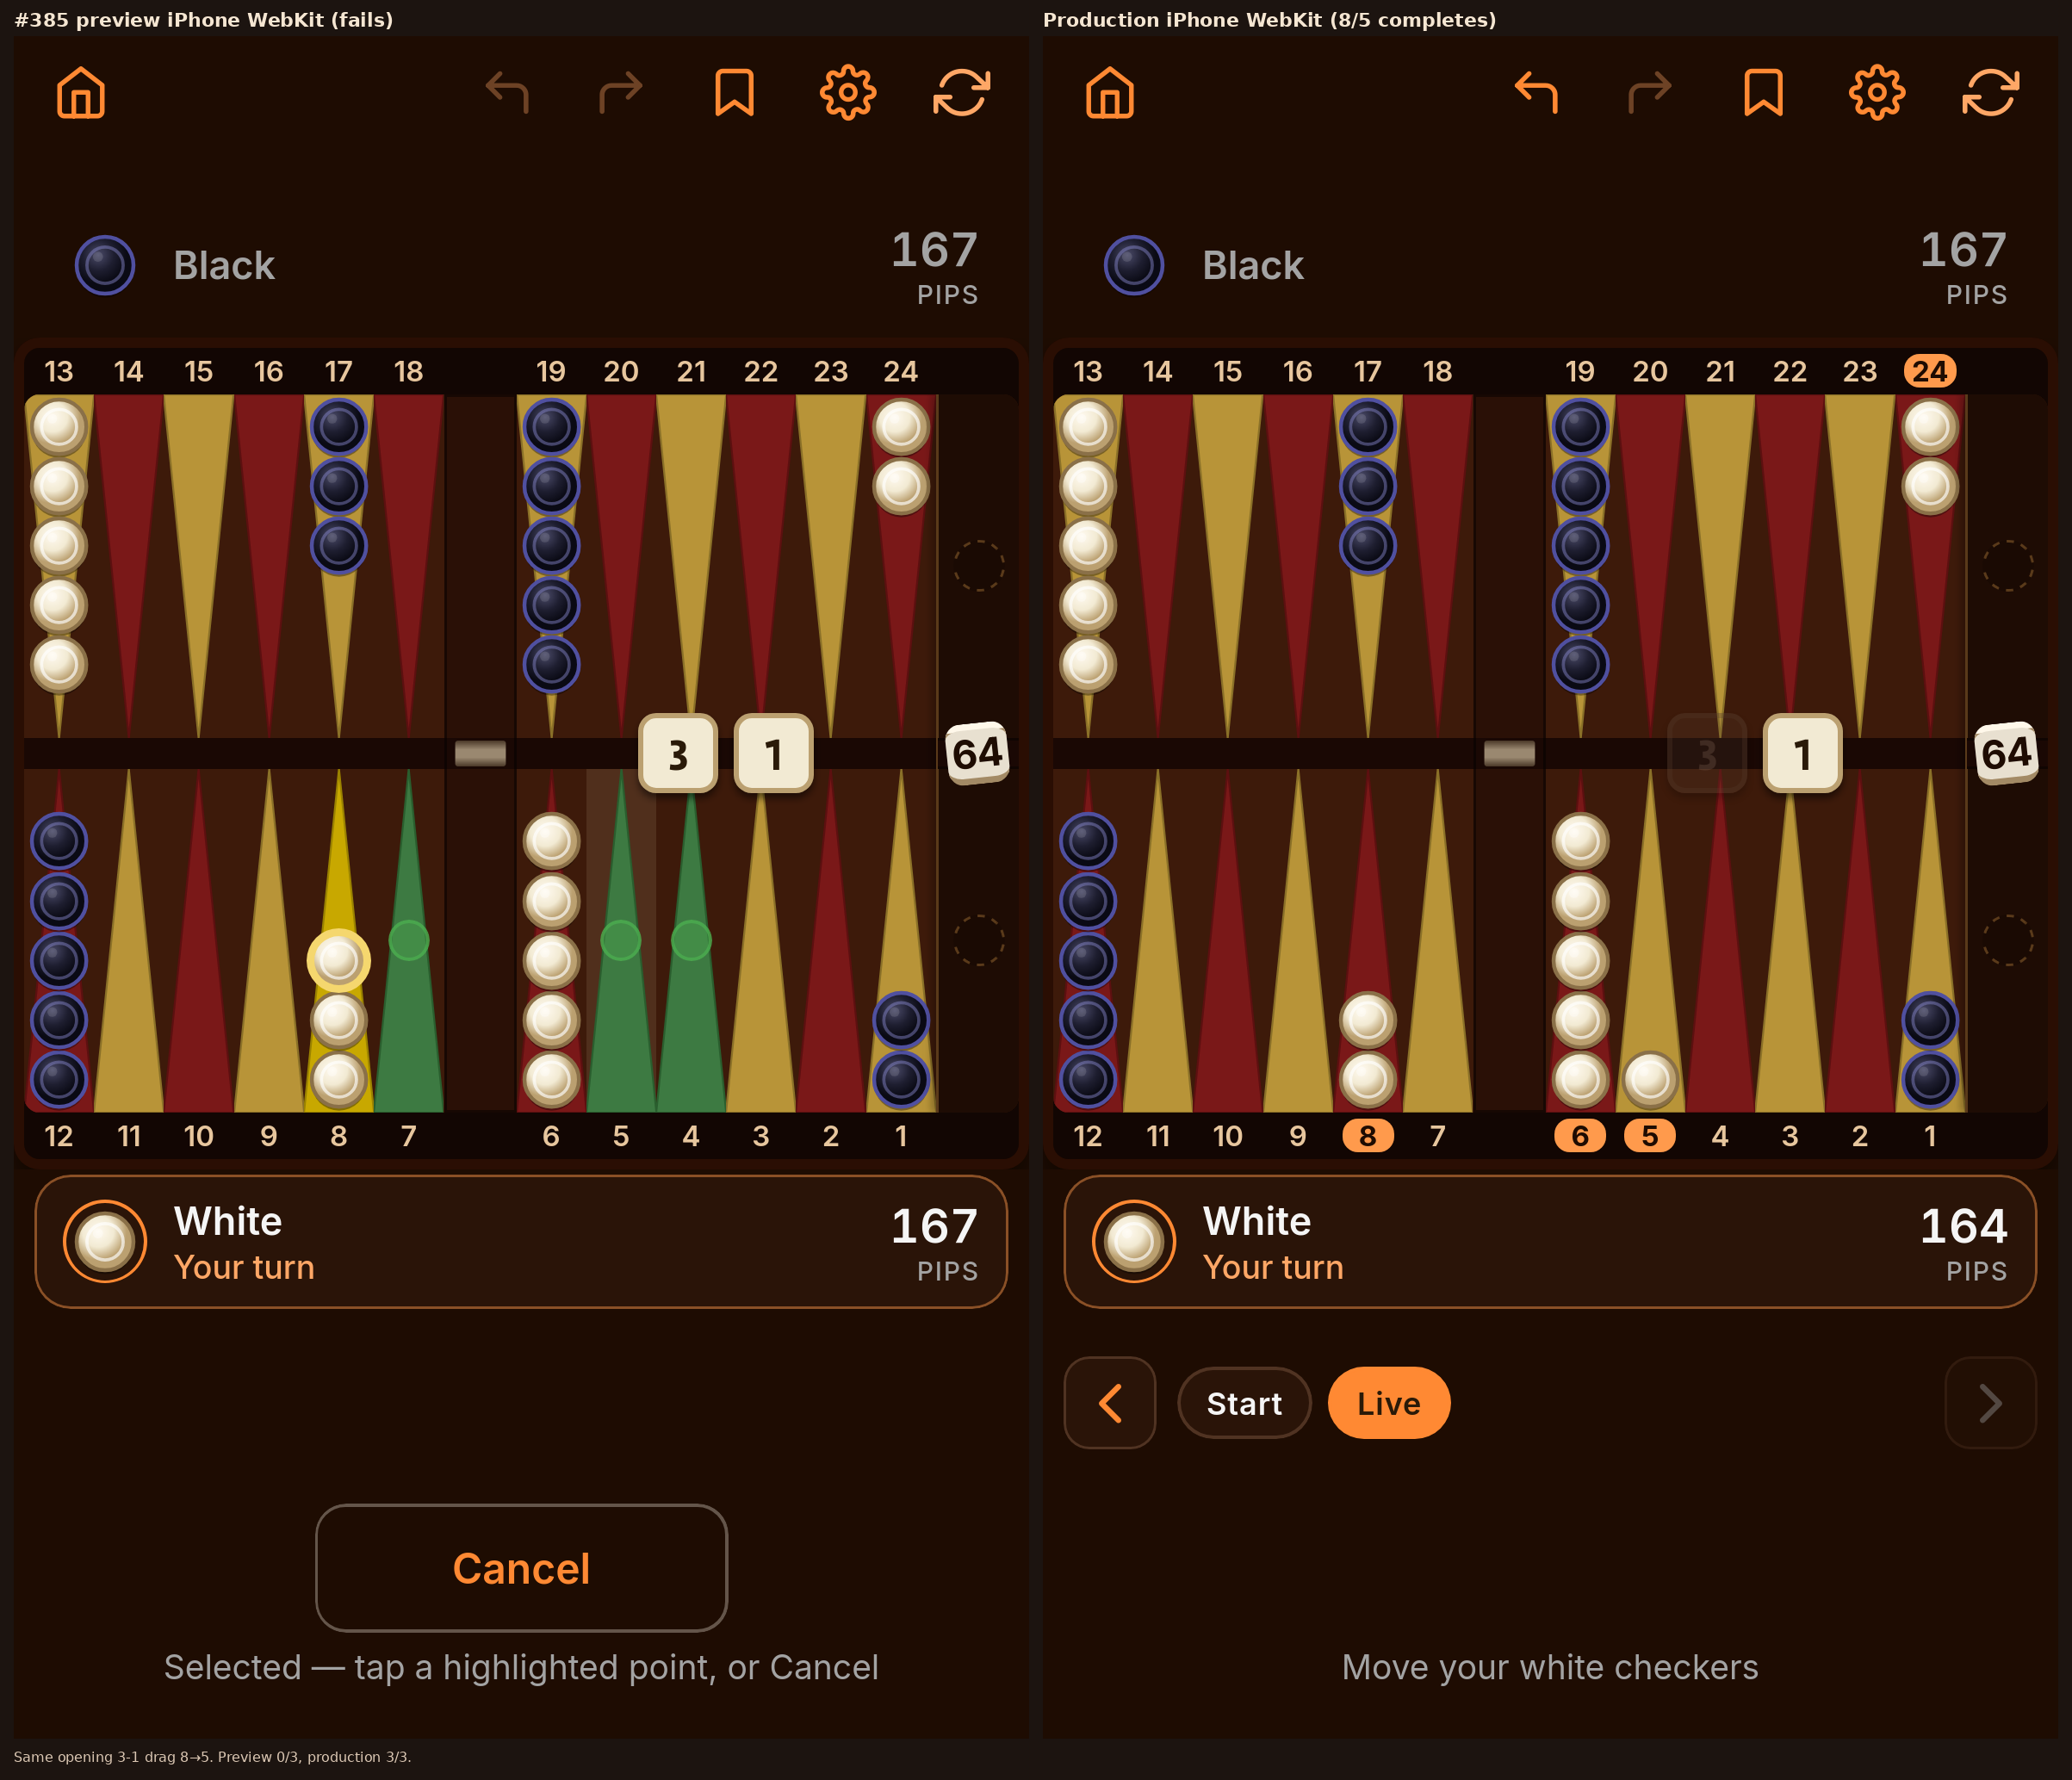 #385 preview iPhone WebKit (fails)
Black
167
PIPS
13 14 15 16 17 18 19 20 21 22 23 24
3 1 64
12 11 10 9 8 7 6 5 4 3 2 1
White
Your turn
167
PIPS
Cancel
Selected — tap a highlighted point, or Cancel
Production iPhone WebKit (8/5 completes)
Black
167
PIPS
13 14 15 16 17 18 19 20 21 22 23 24
3 1 64
12 11 10 9 8 7 6 5 4 3 2 1
White
Your turn
164
PIPS
Start Live
Move your white checkers
Same opening 3-1 drag 8→5. Preview 0/3, production 3/3.